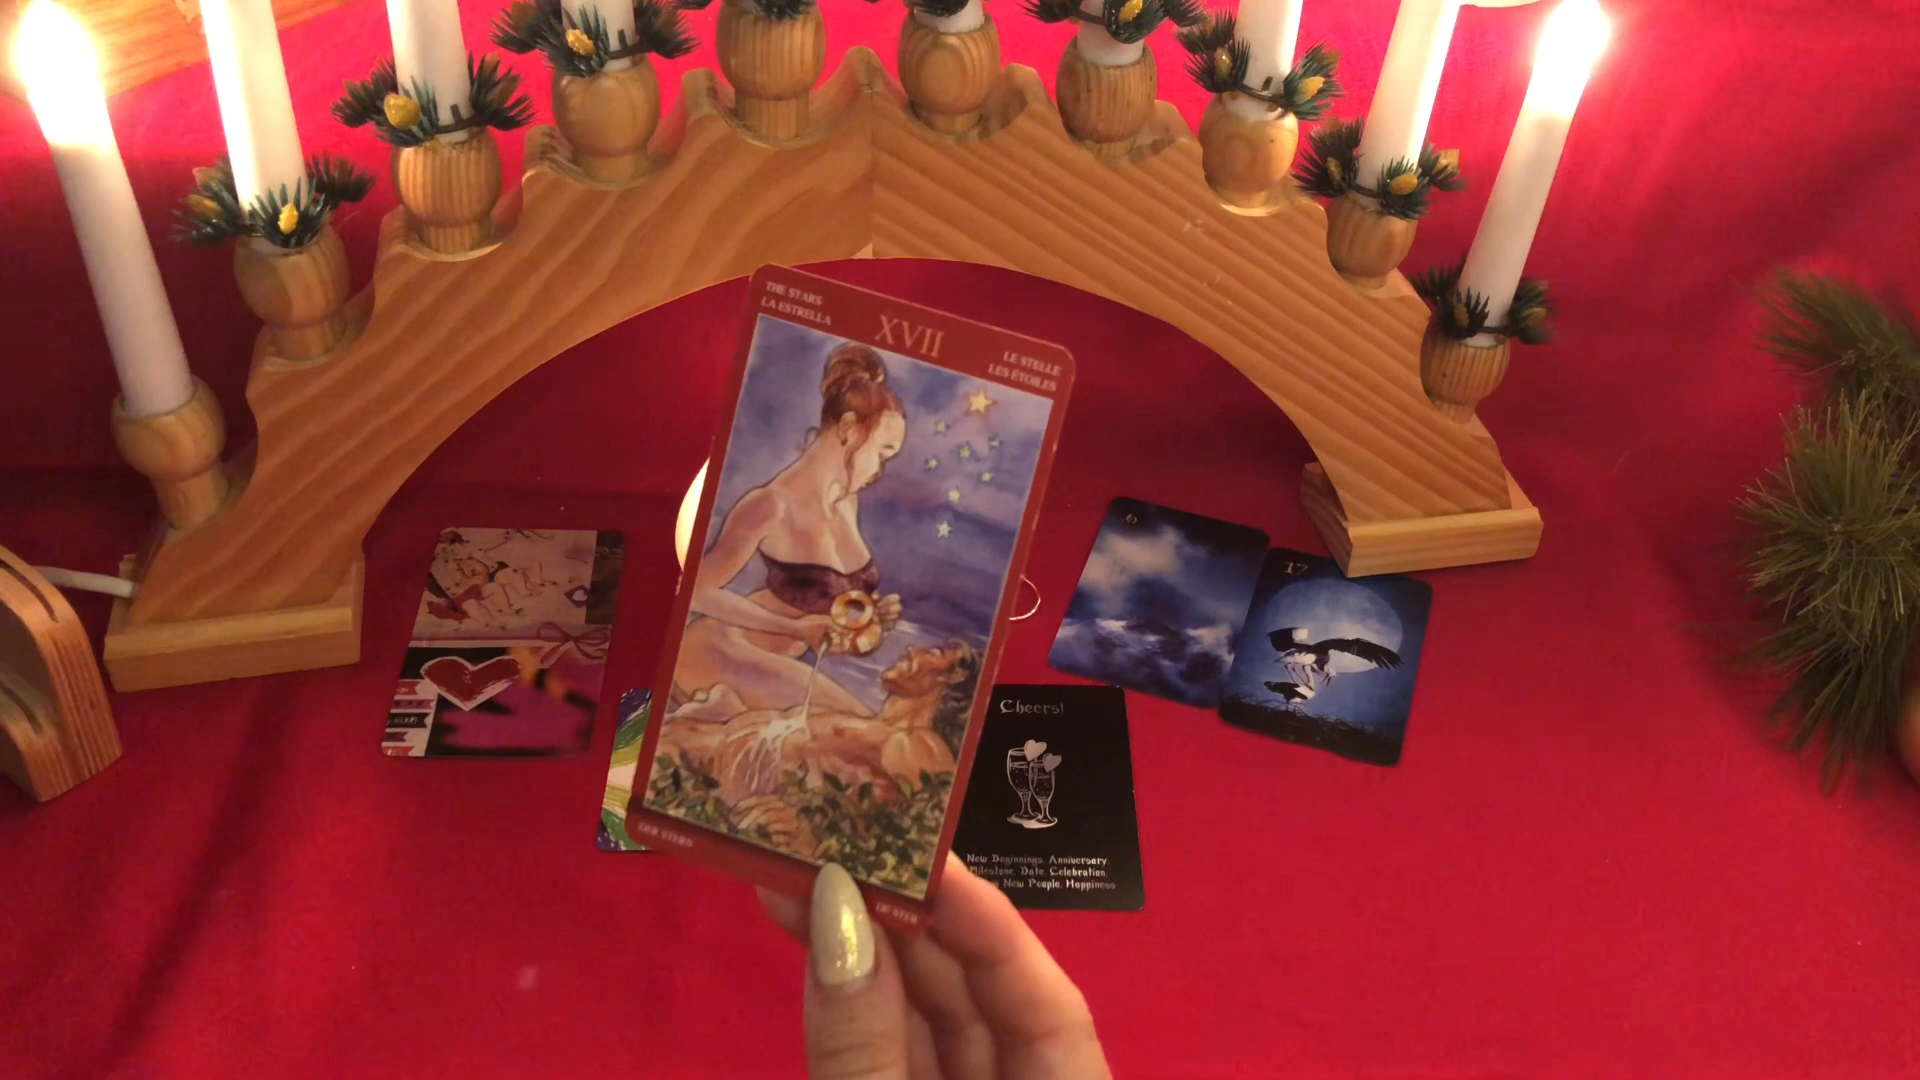 THE STARS
LA ESTRELLA
XVII
LE STELLE
LES ÉTOILES
6
17
Cheers!
New Beginnings, Anniversary,
Milestone, Date, Celebration,
New People, Happiness